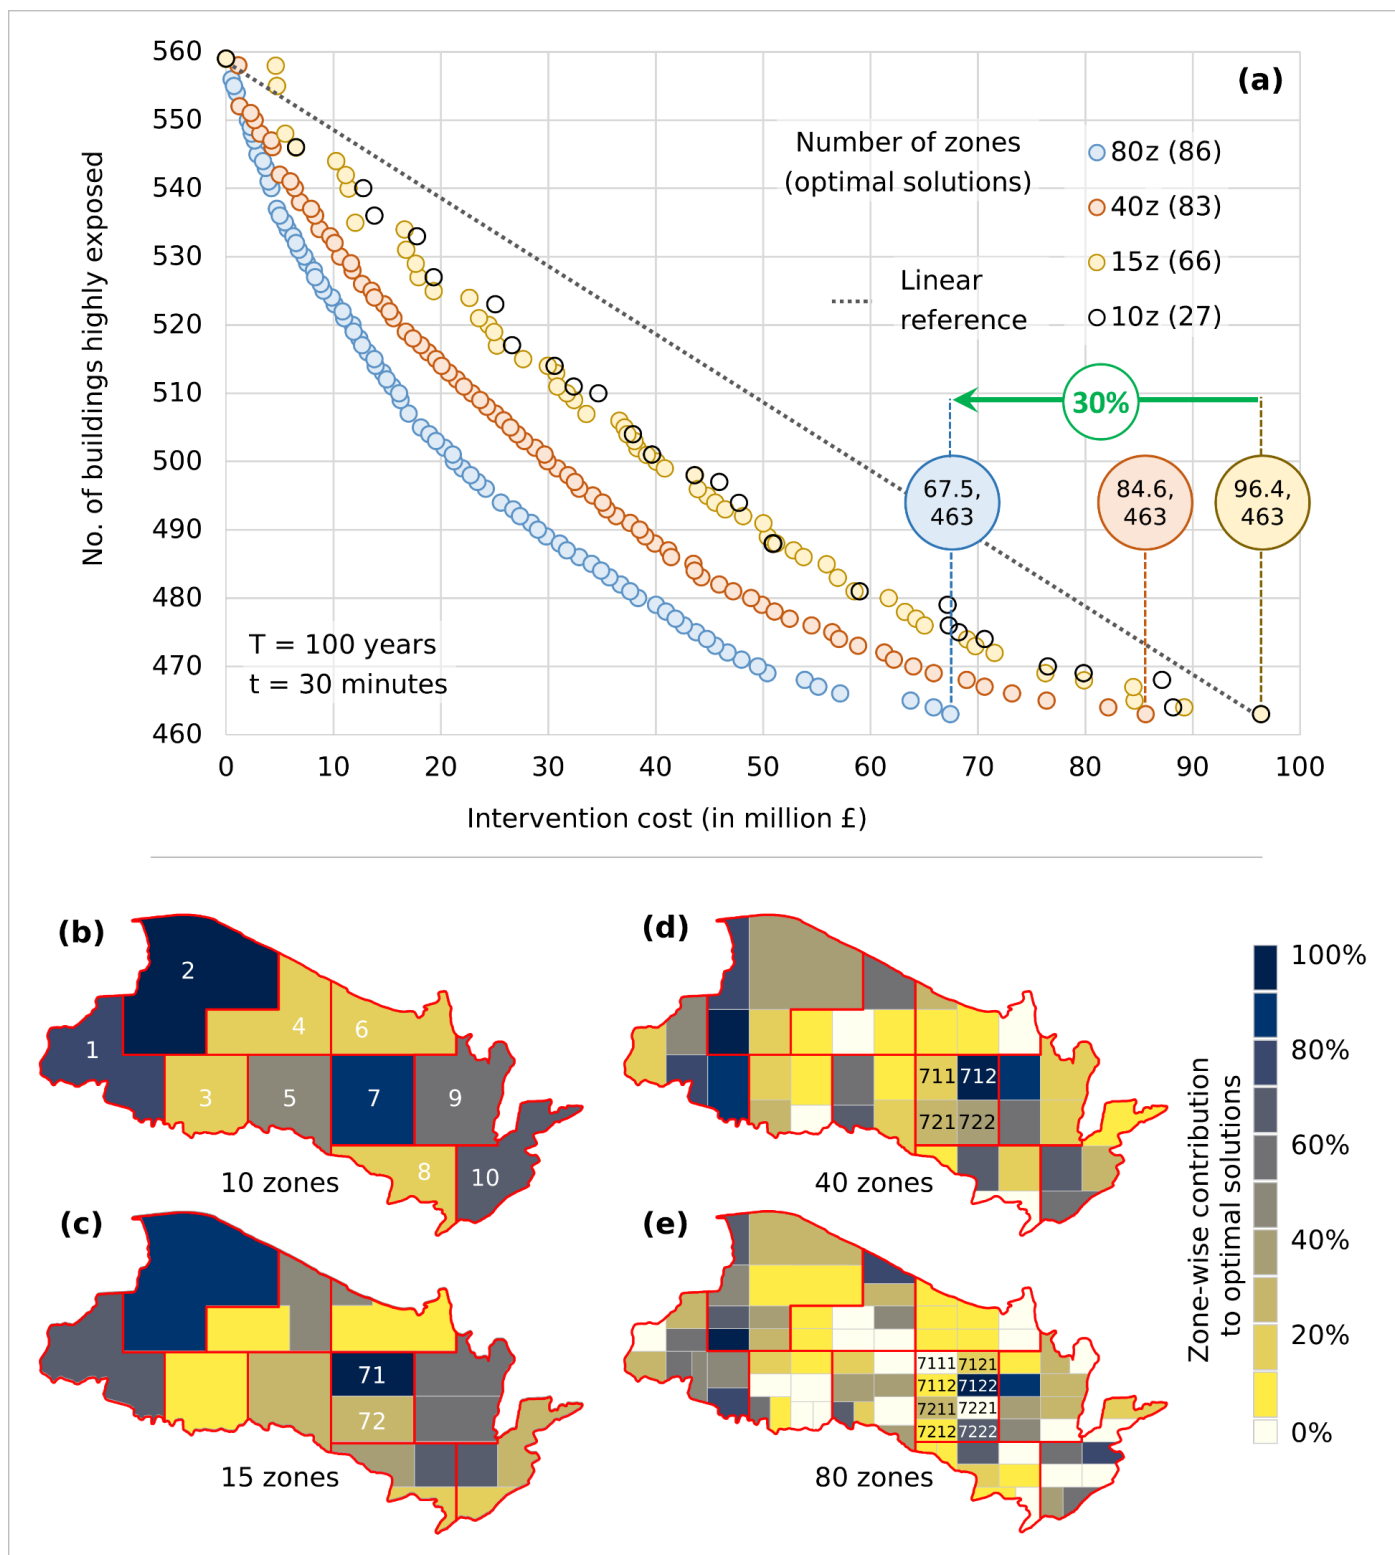 (a)
560
550
540
530
520
510
500
490
480
470
460
No. of buildings highly exposed
Number of zones
(optimal solutions)
80z (86)
40z (83)
15z (66)
10z (27)
Linear
reference
30%
67.5,
463
84.6,
463
96.4,
463
T = 100 years
t = 30 minutes
0 10 20 30 40 50 60 70 80 90 100
Intervention cost (in million £)
(b)
1
2
3
4
5
6
7
8
9
10
10 zones
(c)
71
72
15 zones
(d)
711 712
721 722
40 zones
(e)
7111 7121
7112 7122
7211 7221
7212 7222
80 zones
Zone-wise contribution
to optimal solutions
100%
80%
60%
40%
20%
0%